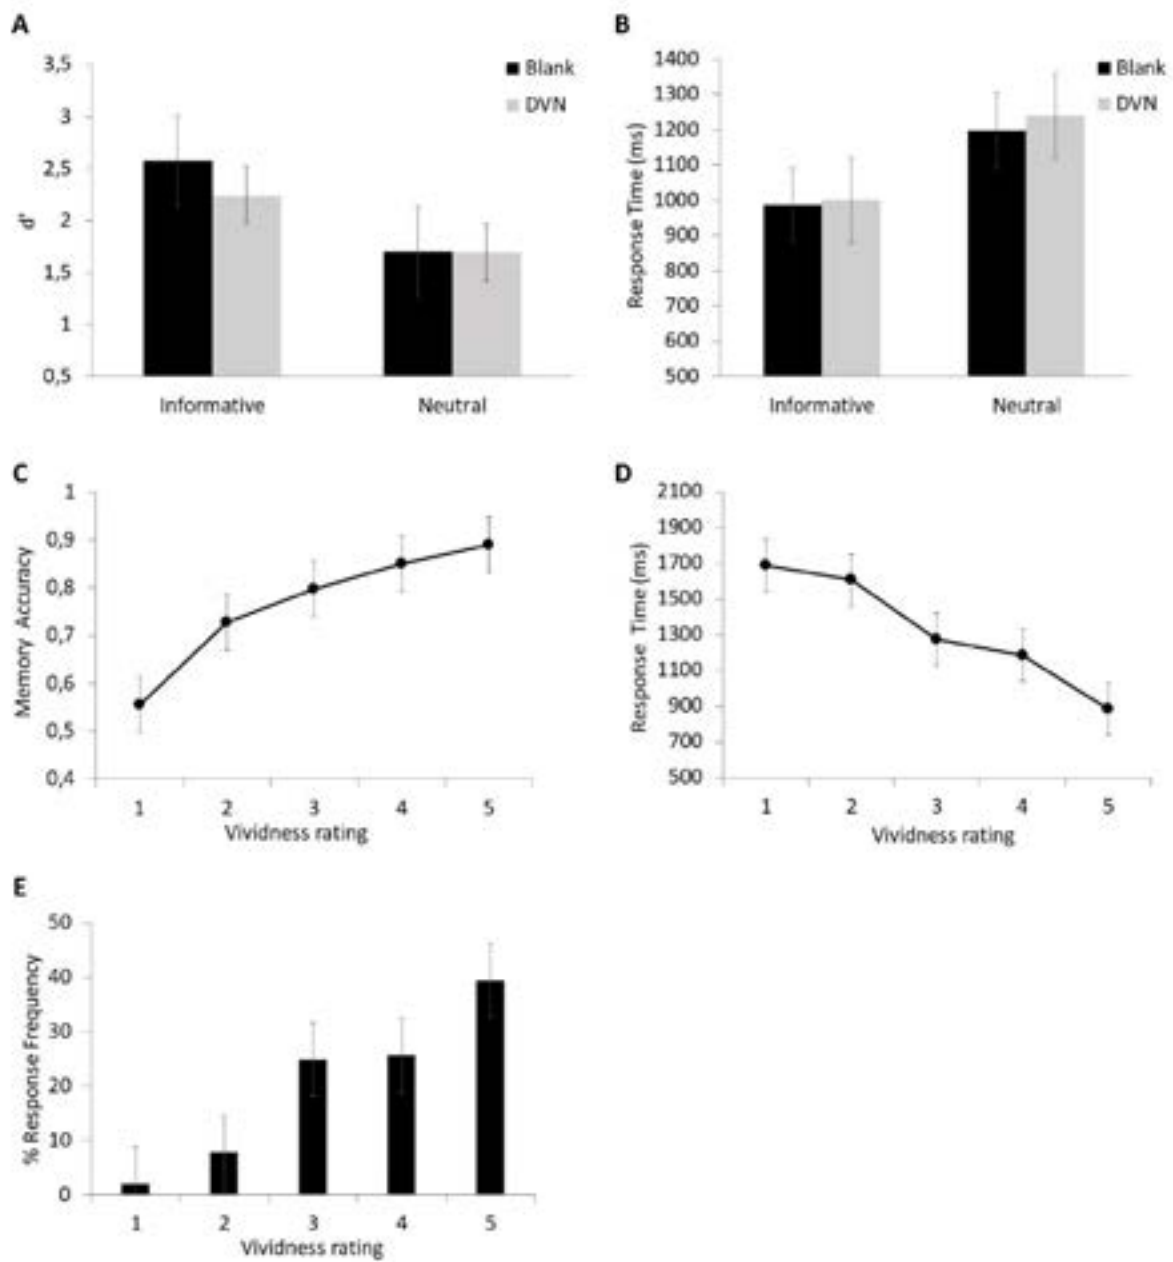 A
3,5
3
2,5
2
1,5
1
0,5
d'
Blank
DVN
Informative
Neutral
B
1400
1300
1200
1100
1000
900
800
700
600
500
Response Time (ms)
Blank
DVN
Informative
Neutral
C
1
0,9
0,8
0,7
0,6
0,5
0,4
Memory Accuracy
1 2 3 4 5
Vividness rating
D
2100
1900
1700
1500
1300
1100
900
700
500
Response Time (ms)
1 2 3 4 5
Vividness rating
E
50
40
30
20
10
0
% Response Frequency
1 2 3 4 5
Vividness rating